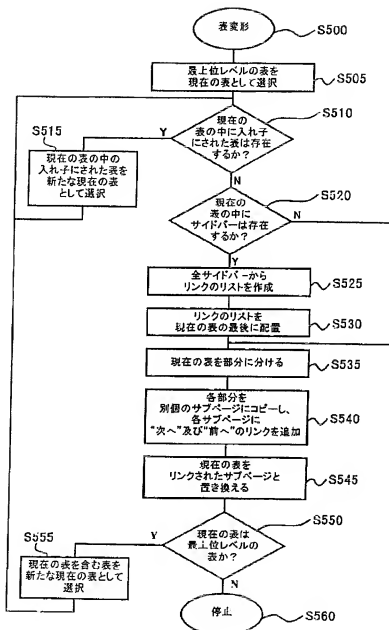 表変形
S500
最上位レベルの表を
現在の表として選択
S505
現在の
表の中に入れ子
にされた表は存在
するか?
S510
Y
N
S515
現在の表の中の
入れ子にされた表を
新たな現在の表
として選択
現在の
表の中に
サイドバーは存在
するか?
S520
N
Y
全サイドバーから
リンクのリストを作成
S525
リンクのリストを
現在の表の最後に配置
S530
現在の表を部分に分ける
S535
各部分を
別個のサブページにコピーし、
各サブページに
"次へ"及び"前へ"のリンクを追加
S540
現在の表を
リンクされたサブページと
置き換える
S545
現在の表は
最上位レベルの表
か?
S550
Y
N
S555
現在の表を含む表を
新たな現在の表として
選択
停止
S560